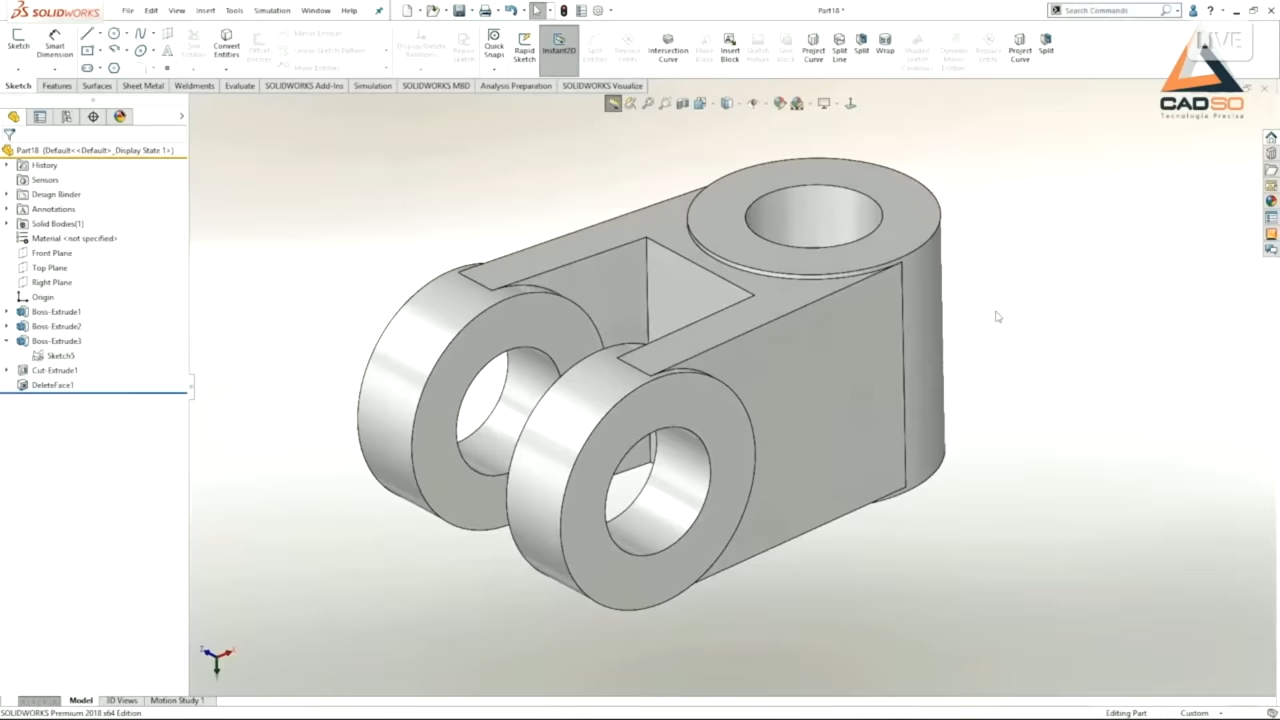 SOLIDWORKS File Edit View Insert Tools Simulation Window Help Part18 * Search Commands
LIVE
Sketch Smart Dimension Convert Entities Quick Snaps Rapid Sketch Instant2D Intersection Curve Insert Block Project Curve Split Line Split Wrap Project Curve Split
Sketch Features Surfaces Sheet Metal Weldments Evaluate SOLIDWORKS Add-Ins Simulation SOLIDWORKS MBD Analysis Preparation SOLIDWORKS Visualize
CADSO
Tecnologia Precisa
Part18 (Default<<Default>_Display State 1>)
History
Sensors
Design Binder
Annotations
Solid Bodies(1)
Material <not specified>
Front Plane
Top Plane
Right Plane
Origin
Boss-Extrude1
Boss-Extrude2
Boss-Extrude3
Sketch5
Cut-Extrude1
DeleteFace1
Model 3D Views Motion Study 1
SOLIDWORKS Premium 2018 x64 Edition Editing Part Custom